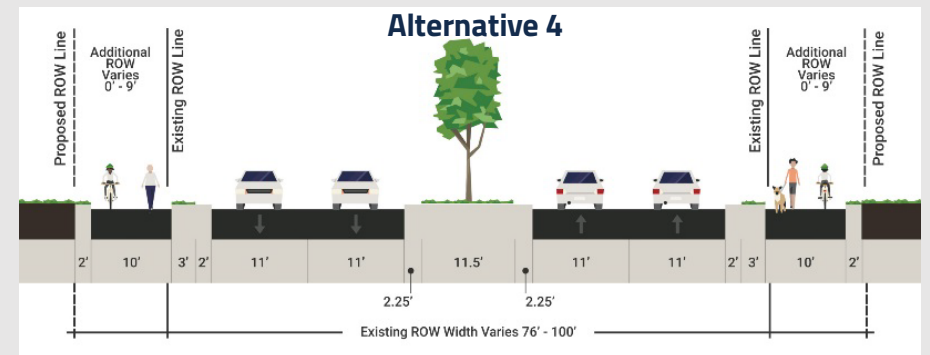 Alternative 4
Proposed ROW Line
Additional
ROW
Varies
0' - 9'
Existing ROW Line
Existing ROW Line
Additional
ROW
Varies
0' - 9'
Proposed ROW Line
2' 10' 3' 2' 11' 11' 11.5' 11' 11' 2' 3' 10' 2'
2.25' 2.25'
Existing ROW Width Varies 76' - 100'